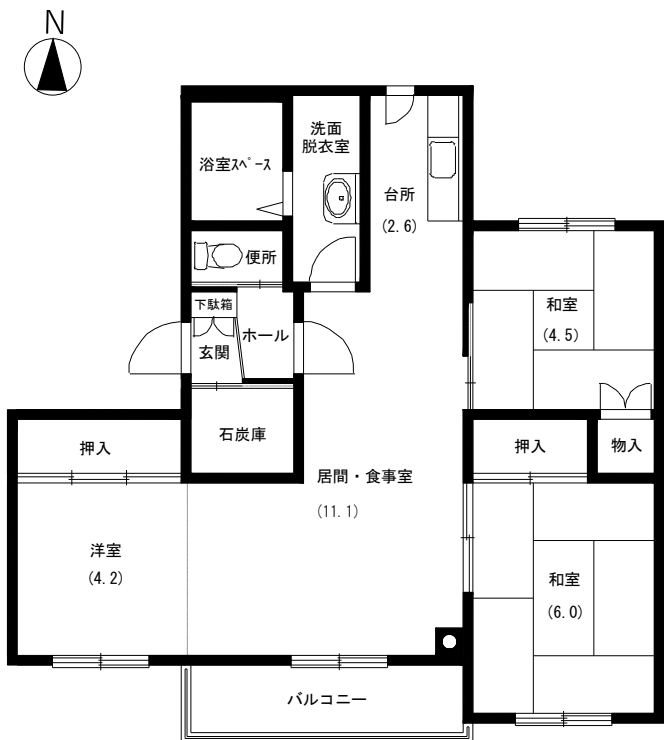 N
洗面
脱衣室
浴室ｽﾍﾟｰｽ
台所
(2.6)
便所
和室
(4.5)
下駄箱
ホール
玄関
石炭庫
押入
押入
物入
居間・食事室
(11.1)
洋室
(4.2)
和室
(6.0)
バルコニー